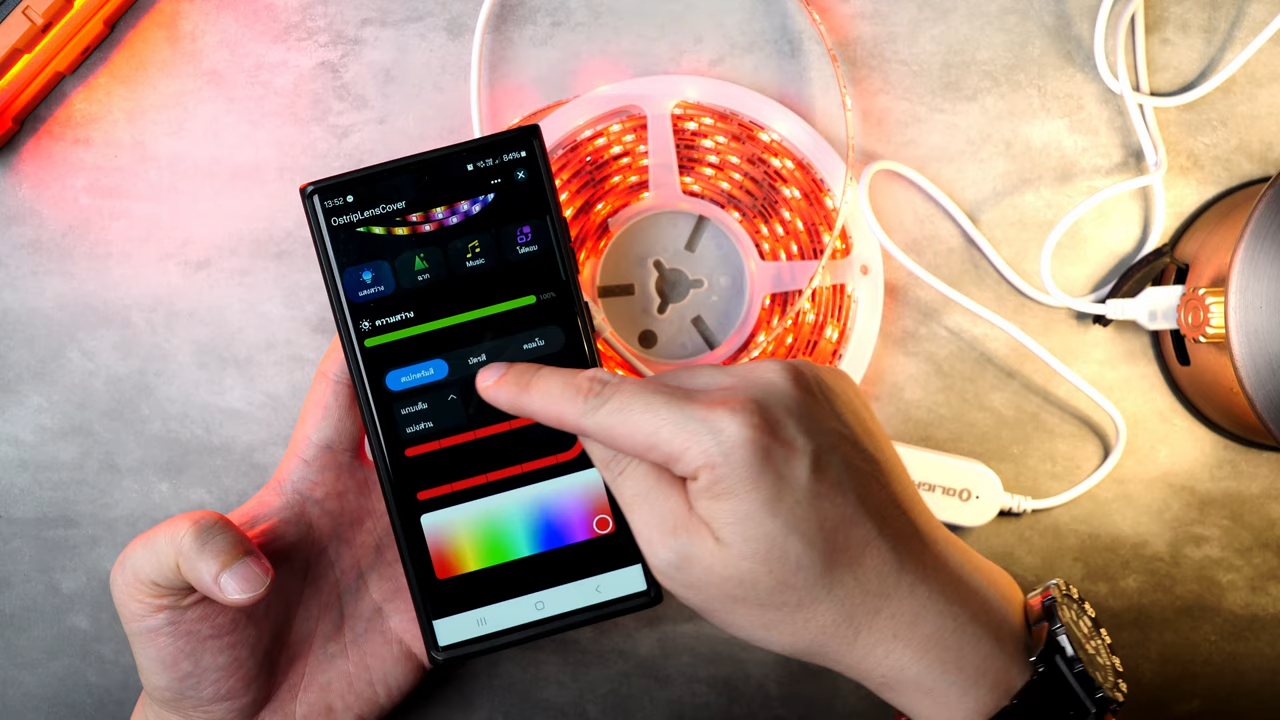 13:52
84%
OstripLensCover
แสงสว่าง
ฉาก
Music
โต้ตอบ
ความสว่าง
100%
สเปกตรัมสี
บัตรสี
คอมโบ
แถบเต็ม
แบ่งส่วน
OLIGHT